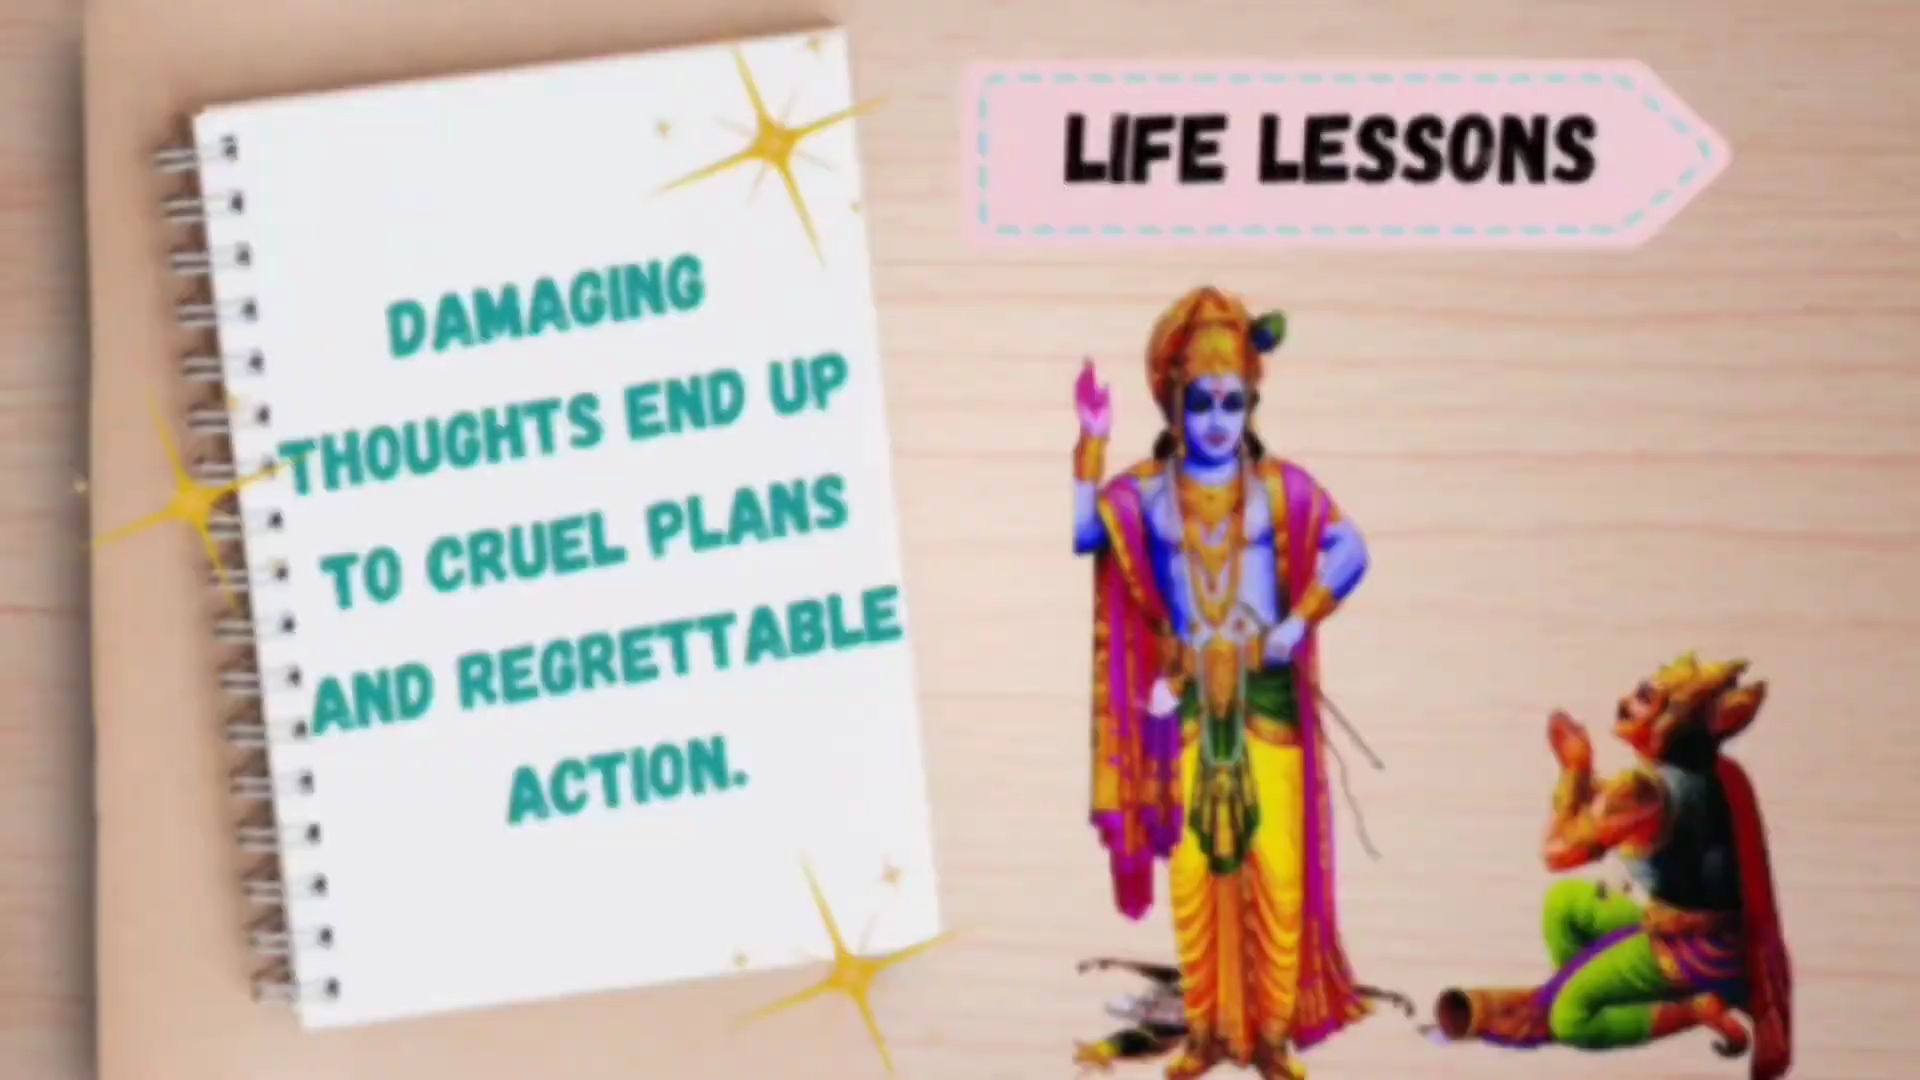 LIFE LESSONS
DAMAGING
THOUGHTS END UP
TO CRUEL PLANS
AND REGRETTABLE
ACTION.